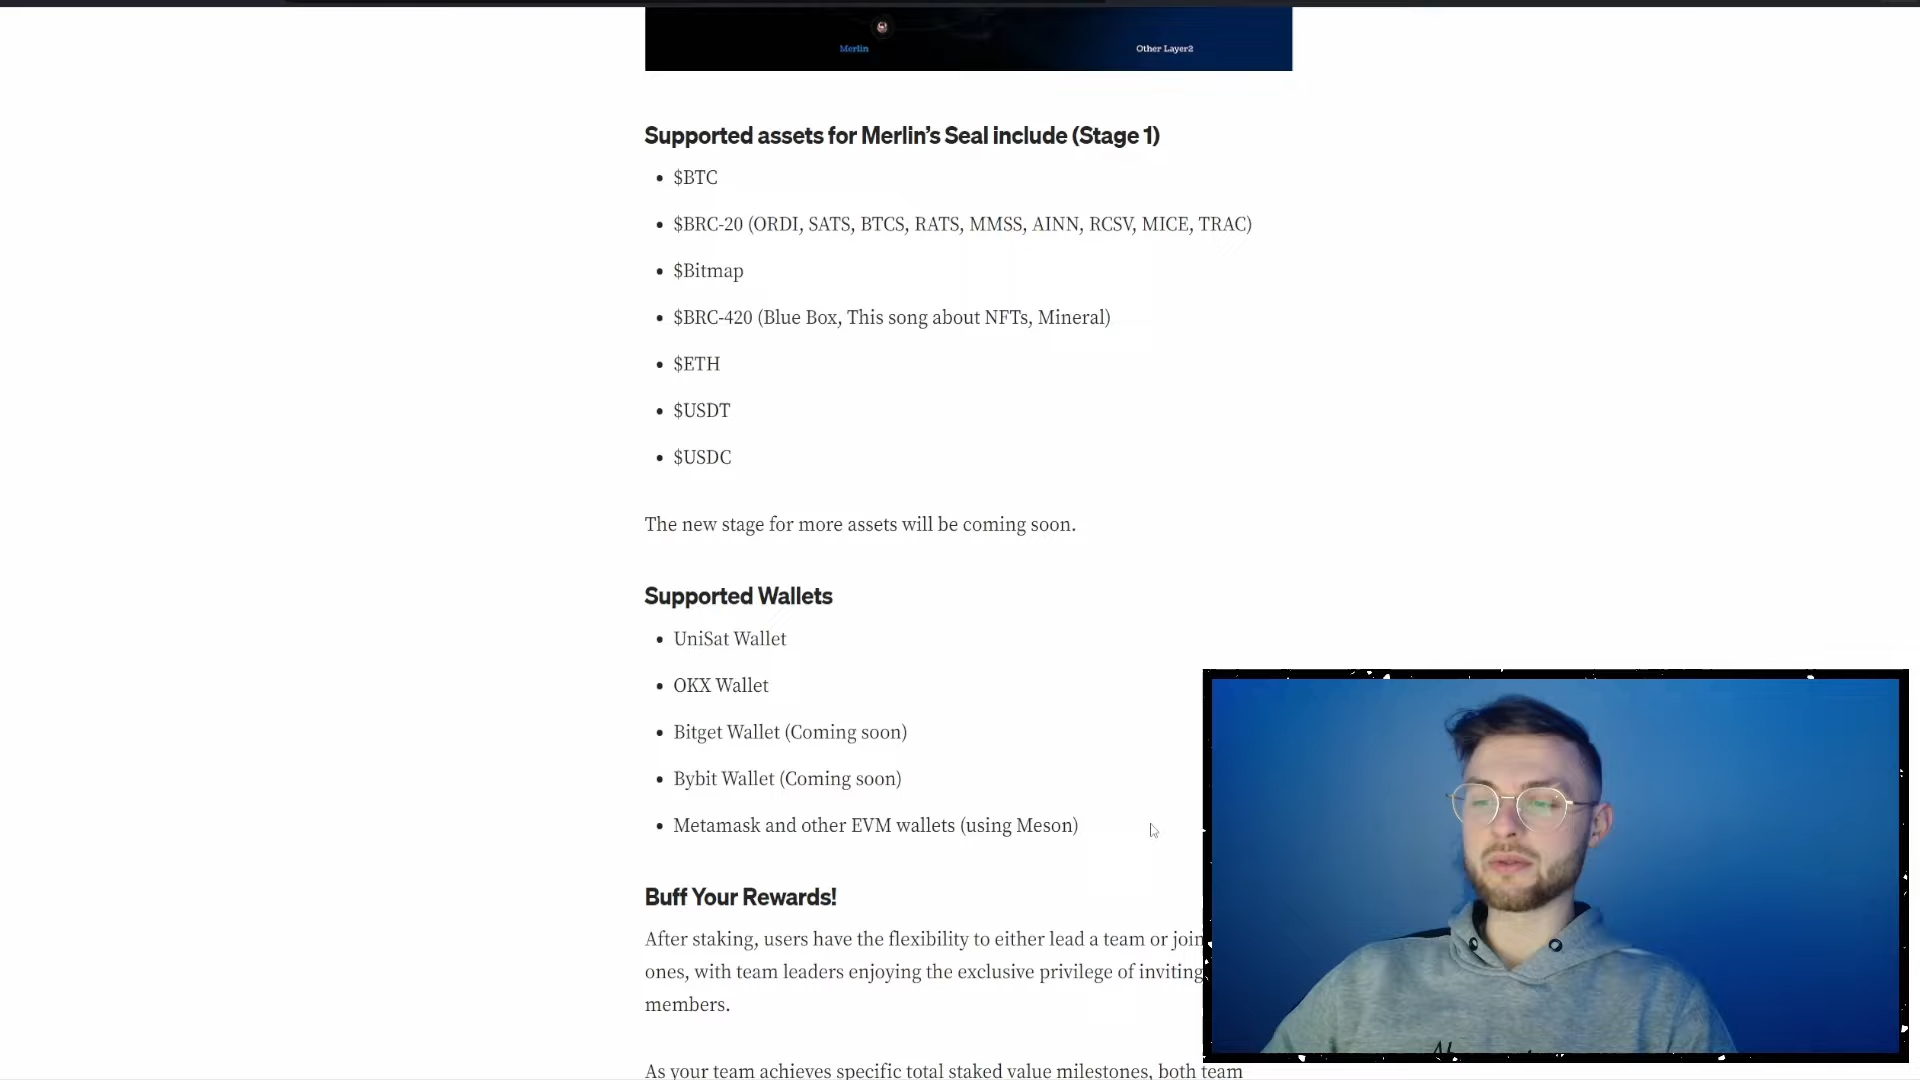 Merlin
Other Layer2
Supported assets for Merlin’s Seal include (Stage 1)
• $BTC
• $BRC-20 (ORDI, SATS, BTCS, RATS, MMSS, AINN, RCSV, MICE, TRAC)
• $Bitmap
• $BRC-420 (Blue Box, This song about NFTs, Mineral)
• $ETH
• $USDT
• $USDC
The new stage for more assets will be coming soon.
Supported Wallets
• UniSat Wallet
• OKX Wallet
• Bitget Wallet (Coming soon)
• Bybit Wallet (Coming soon)
• Metamask and other EVM wallets (using Meson)
Buff Your Rewards!
After staking, users have the flexibility to either lead a team or join
ones, with team leaders enjoying the exclusive privilege of inviting
members.
As your team achieves specific total staked value milestones, both team